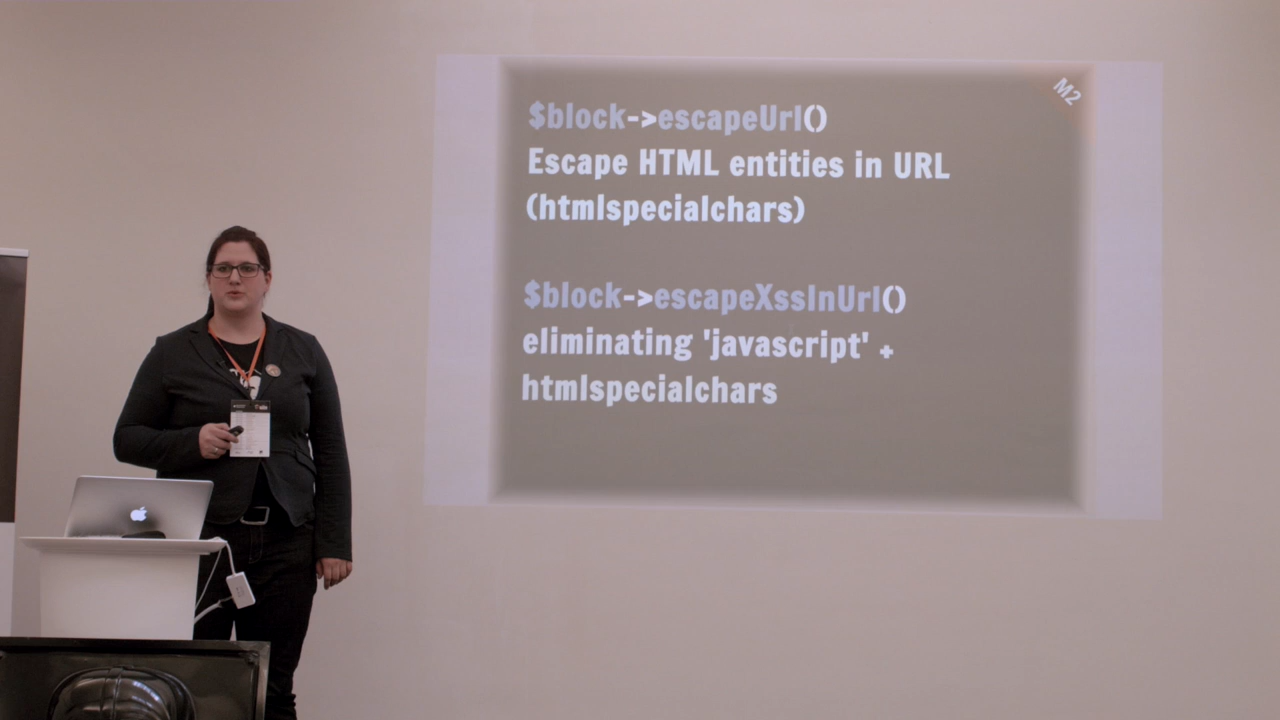 M2
$block->escapeUrl()
Escape HTML entities in URL
(htmlspecialchars)
$block->escapeXssInUrl()
eliminating 'javascript' +
htmlspecialchars